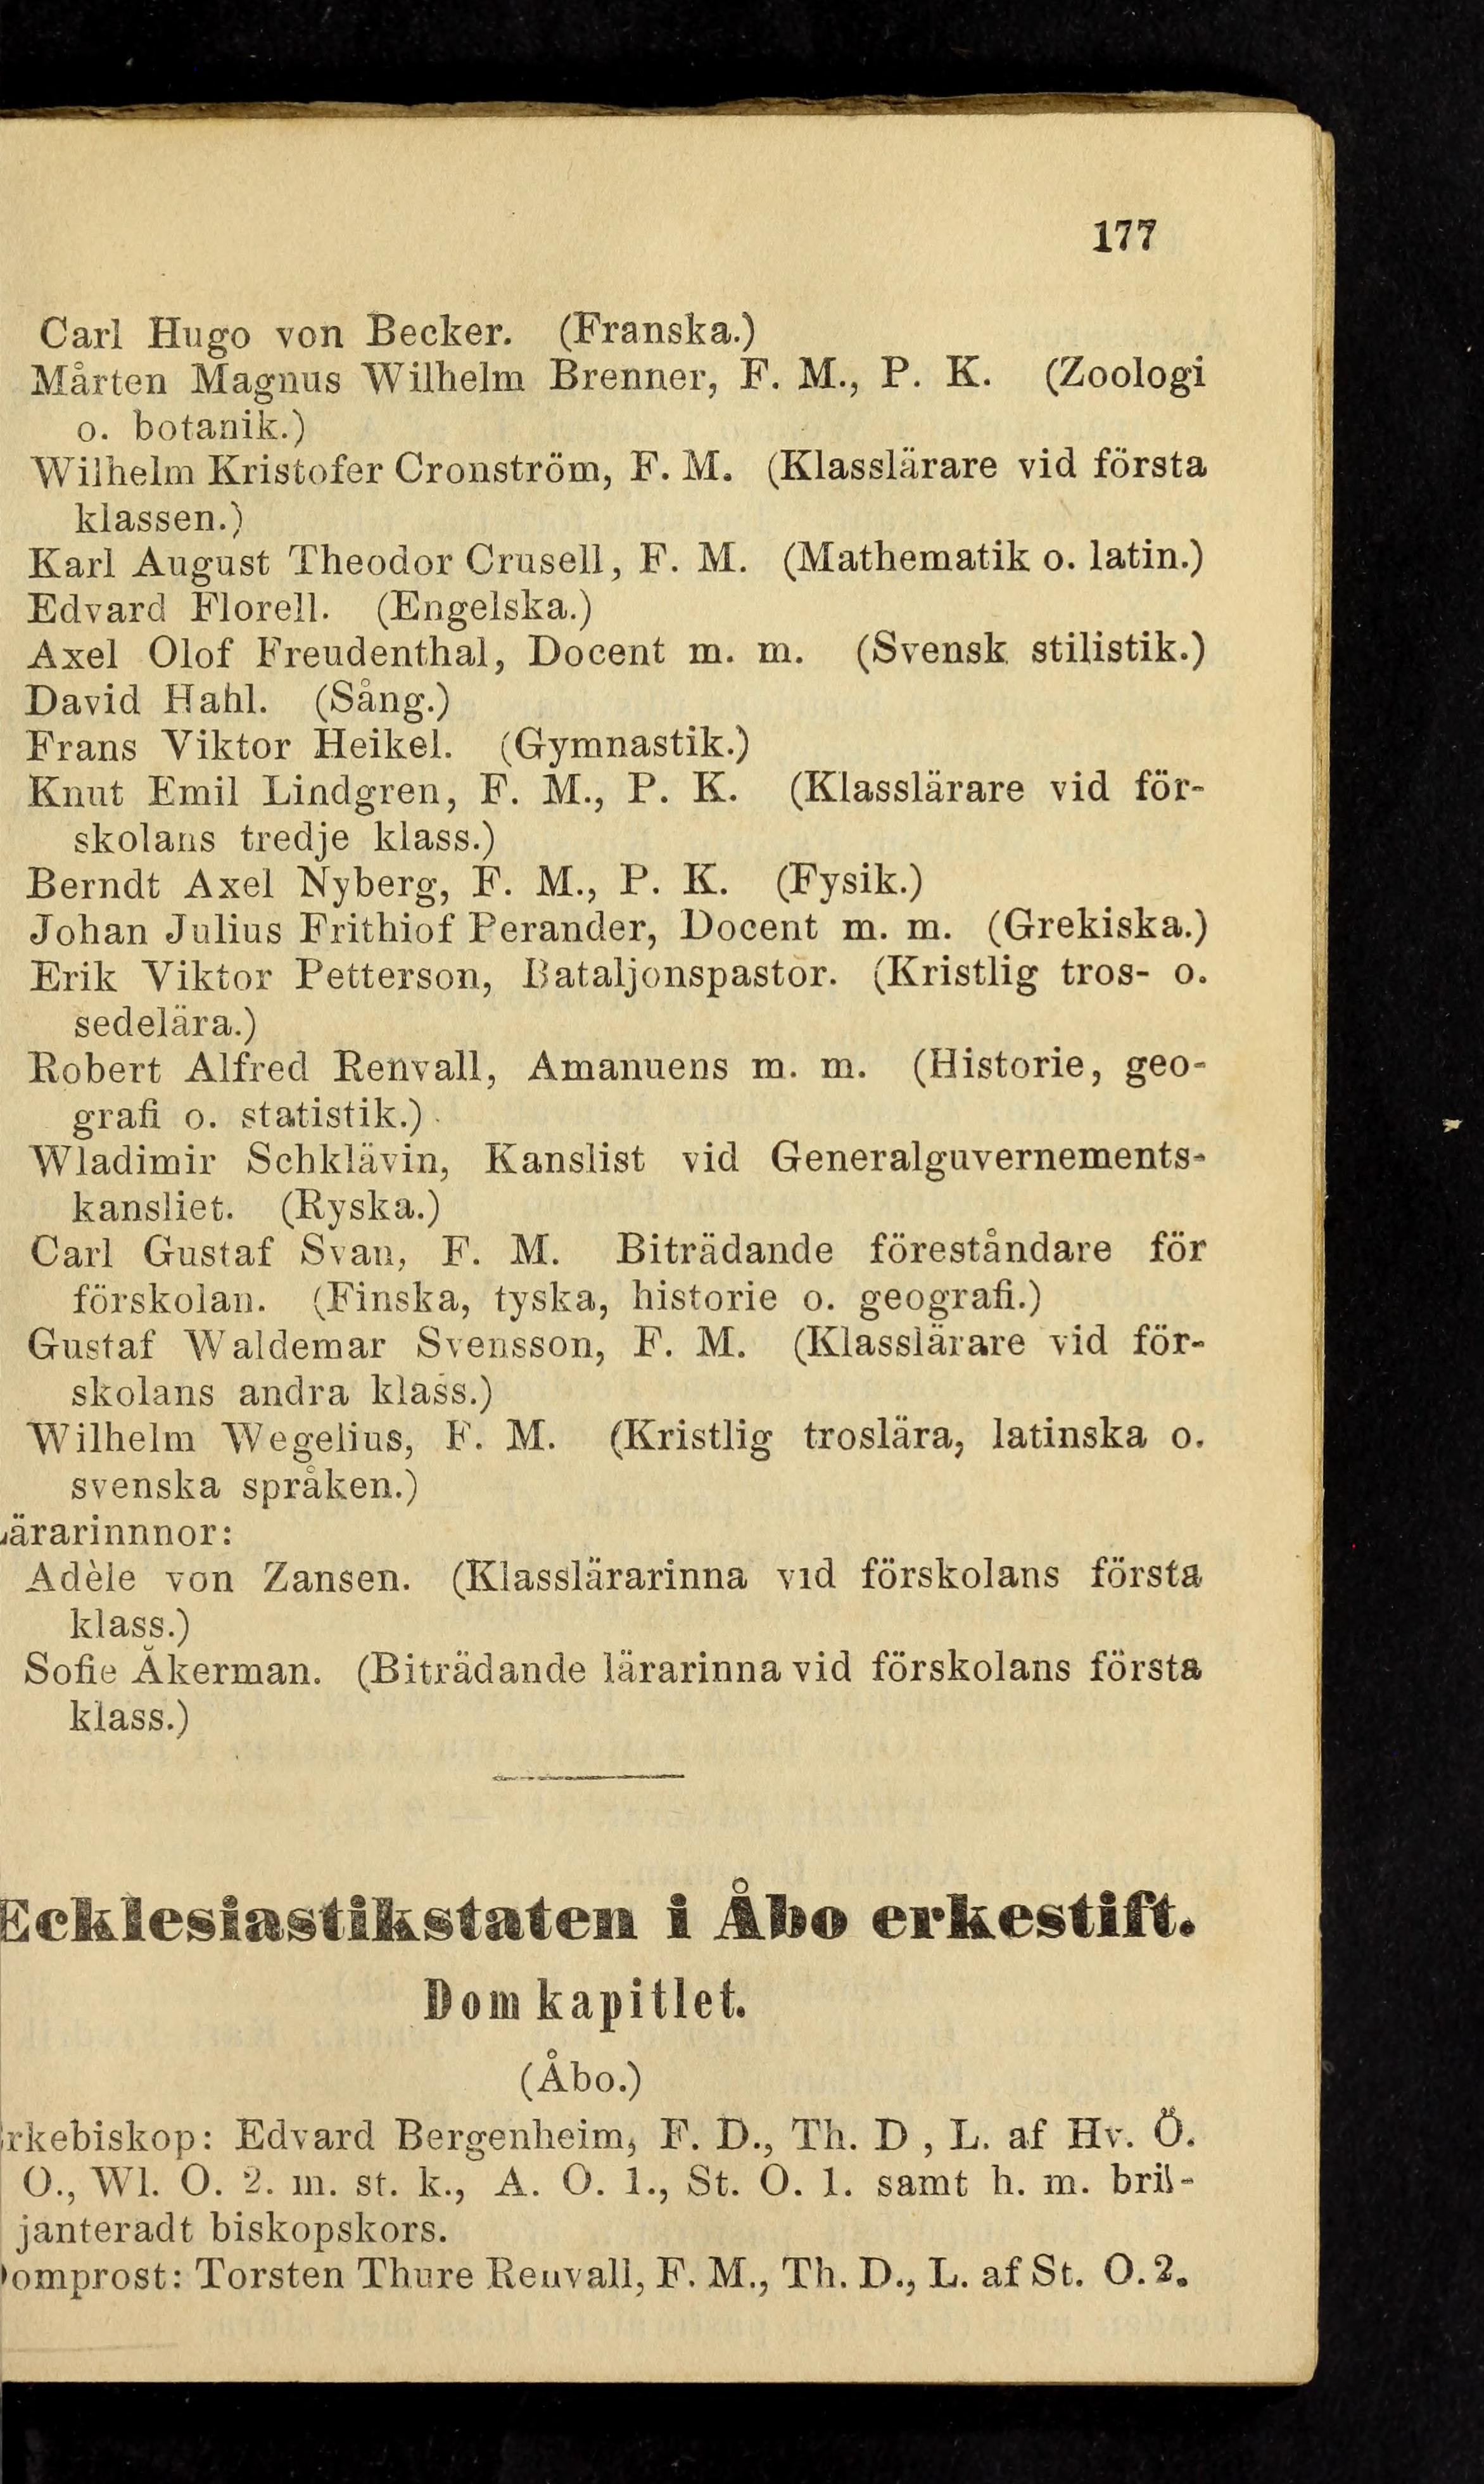 177
Carl Hugo von Becker. (Franska.)
Mårten Magnus Wilhelm Brenner, F. M., P. K. (Zoologi
o. botanik.)
Wilhelm Kristofer Cronström, F. M. (Klasslärare vid första
klassen.)
Karl August Theodor Crusell, F. M. (Mathematik o. latin.)
Edvard Florell. (Engelska.)
Axel Olof Freudenthal, Docent m. m. (Svensk stilistik.)
David Hahl. (Sång.)
Frans Viktor Heikel. (Gymnastik.)
Knut Emil Lindgren, F. M., P. K. (Klasslärare vid för-
skolans tredje klass.)
Berndt Axel Nyberg, F. M., P. K. (Fysik.)
Johan Julius Frithiof Perander, Docent m. m. (Grekiska.)
Erik Viktor Petterson, Bataljonspastor. (Kristlig tros- o.
sedelära.)
Robert Alfred Renvall, Amanuens m. m. (Historie, geo-
grafi o. statistik.)
Wladimir Schklävin, Kanslist vid Generalguvernements-
kansliet. (Ryska.)
Carl Gustaf Svan, F. M. Biträdande föreståndare för
förskolan. (Finska, tyska, historie o. geografi.)
Gustaf Waldemar Svensson, F. M. (Klasslärare vid för-
skolans andra klass.)
Wilhelm Wegelius, F. M. (Kristlig troslära, latinska o.
svenska språken.)
ärarinnnor:
Adèle von Zansen. (Klasslärarinna vid förskolans första
klass.)
Sofie Åkerman. (Biträdande lärarinna vid förskolans första
klass.)
Ecklesiastikstaten i Åbo erkestift.
Domkapitlet.
(Åbo.)
rkebiskop: Edvard Bergenheim, F. D., Th. D , L. af Hv. Ö.
O., Wl. O. 2. m. st. k., A. O. 1., St. O. 1. samt h. m. bril-
janteradt biskopskors.
omprost: Torsten Thure Renvall, F. M., Th. D., L. af St. O. 2.